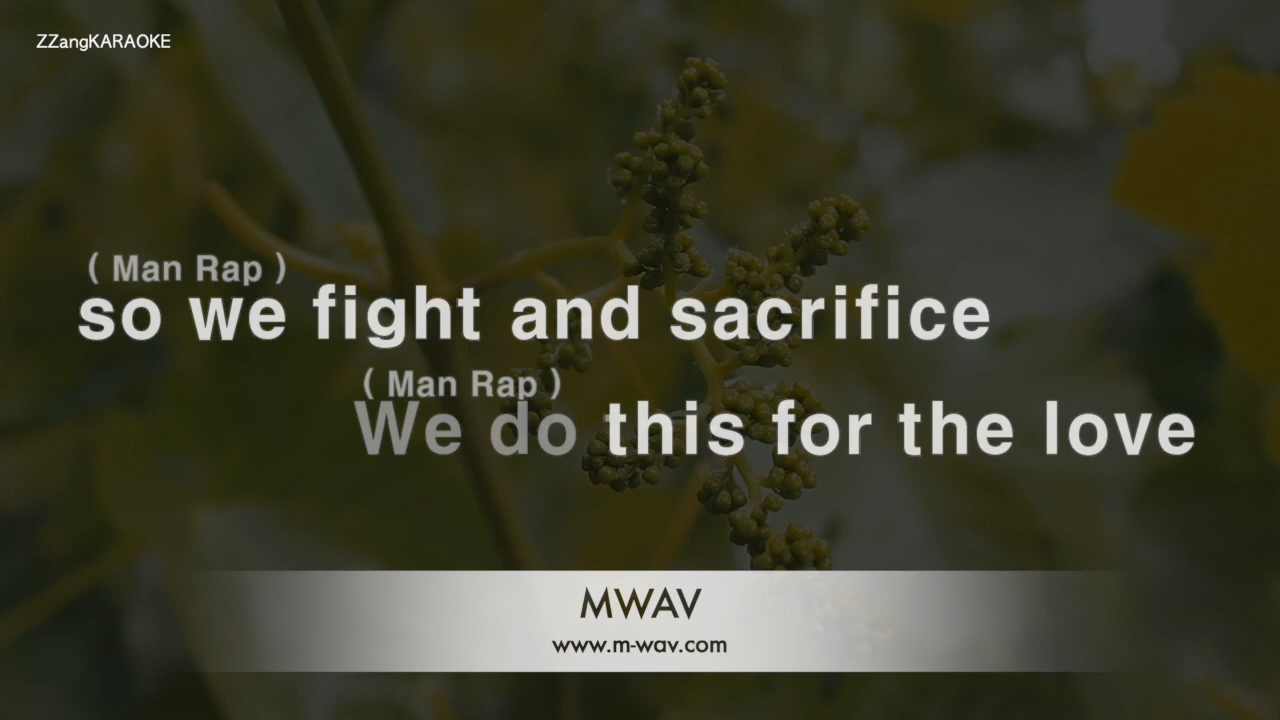 ZZangKARAOKE
( Man Rap )
so we fight and sacrifice
( Man Rap )
We do this for the love
MWAV
www.m-wav.com